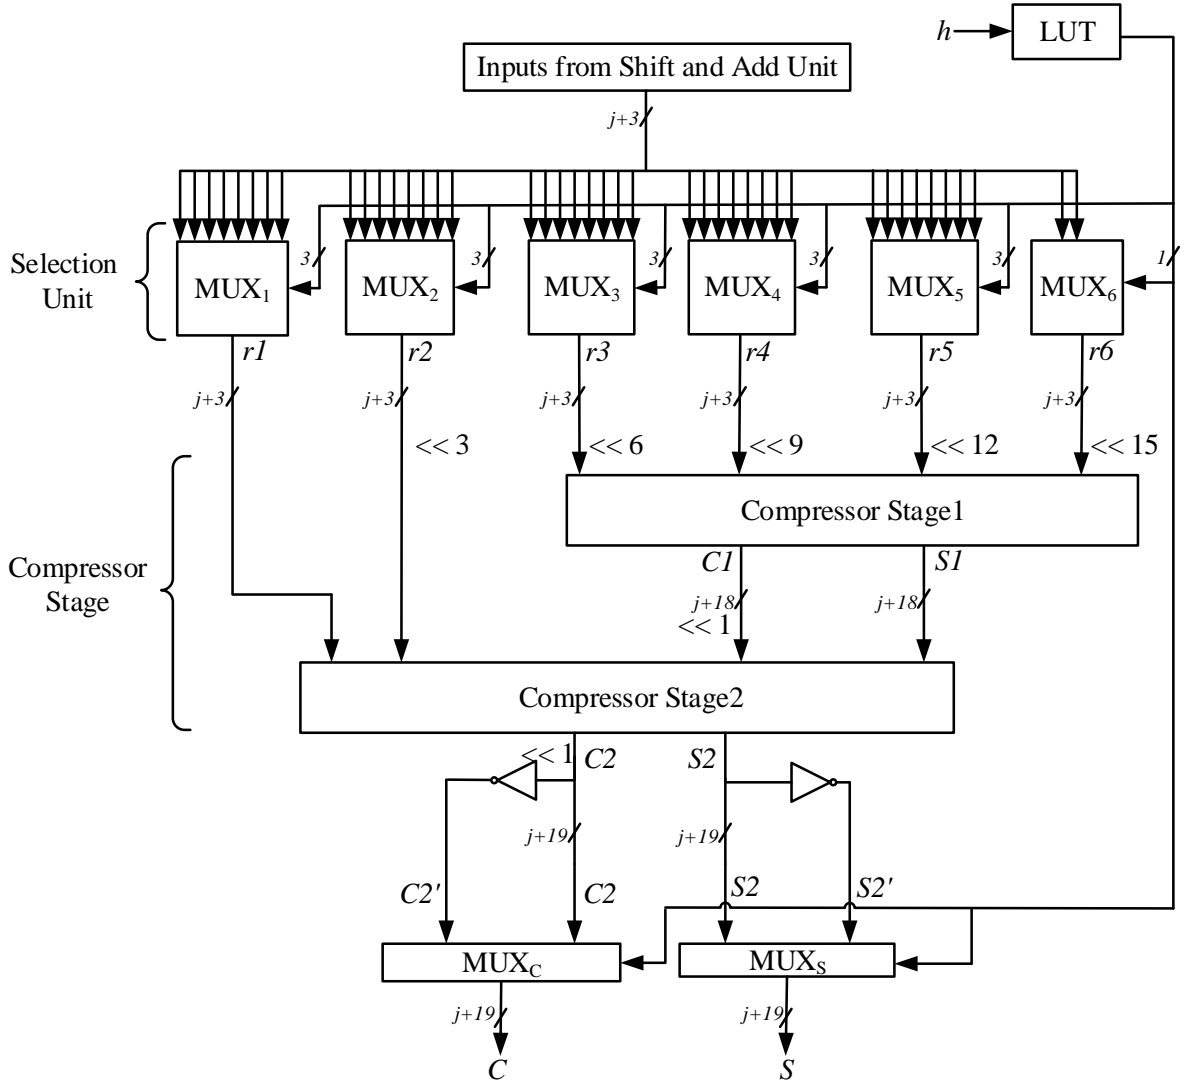 h
LUT
Inputs from Shift and Add Unit
j+3
Selection
Unit
3
3
3
3
3
1
MUX1
MUX2
MUX3
MUX4
MUX5
MUX6
r1
r2
r3
r4
r5
r6
j+3
j+3
j+3
j+3
j+3
j+3
<< 3
<< 6
<< 9
<< 12
<< 15
Compressor Stage1
Compressor
Stage
C1
S1
j+18
j+18
<< 1
Compressor Stage2
<< 1
C2
S2
j+19
j+19
C2'
C2
S2
S2'
MUXC
MUXS
j+19
j+19
C
S